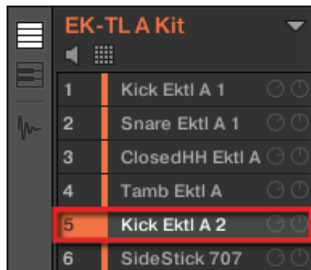 EK-TL A Kit
1 Kick Ektl A 1
2 Snare Ektl A 1
3 ClosedHH Ektl A
4 Tamb Ektl A
5 Kick Ektl A 2
6 SideStick 707